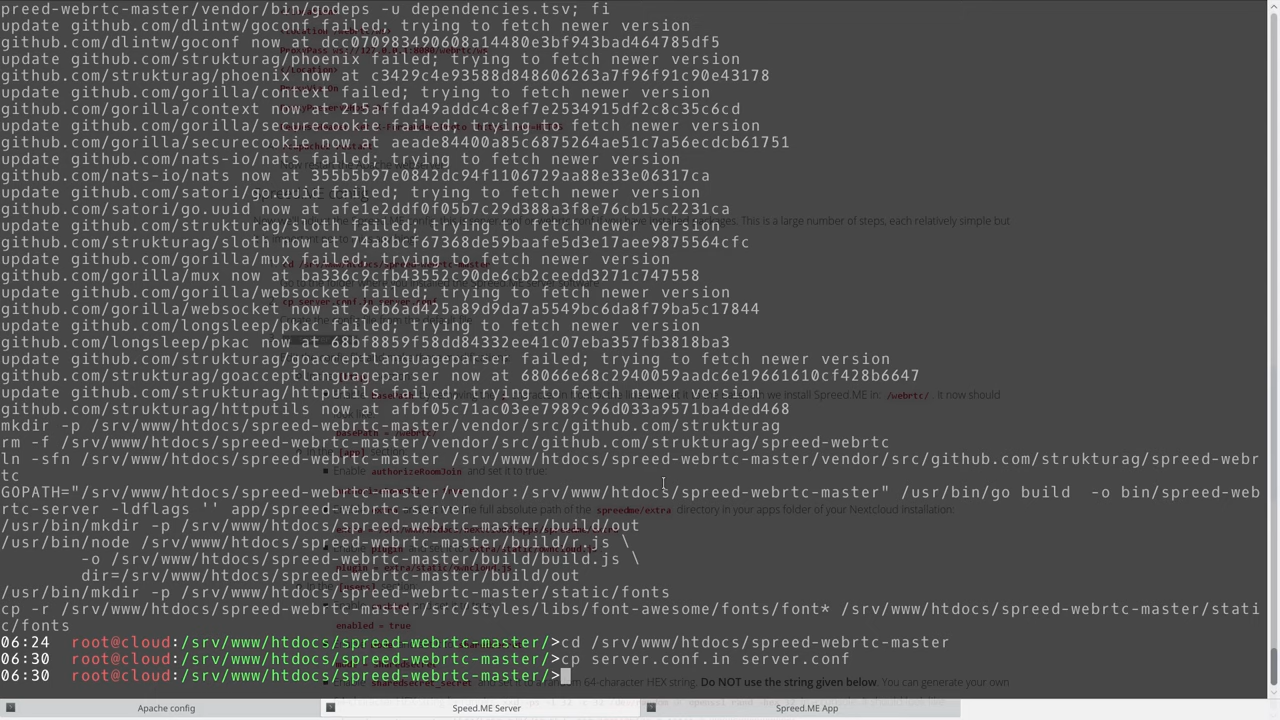 preed-webrtc-master/vendor/bin/godeps -u dependencies.tsv; fi
update github.com/dlintw/goconf failed; trying to fetch newer version
github.com/dlintw/goconf now at dcc070983490608a14480e3bf943bad464785df5
update github.com/strukturag/phoenix failed; trying to fetch newer version
github.com/strukturag/phoenix now at c3429c4e93588d848606263a7f96f91c90e43178
update github.com/gorilla/context failed; trying to fetch newer version
github.com/gorilla/context now at 215affda49addc4c8ef7e2534915df2c8c35c6cd
update github.com/gorilla/securecookie failed; trying to fetch newer version
github.com/gorilla/securecookie now at aeade84400a85c6875264ae51c7a56ecdcb61751
update github.com/nats-io/nats failed; trying to fetch newer version
github.com/nats-io/nats now at 355b5b97e0842dc94f1106729aa88e33e06317ca
update github.com/satori/go.uuid failed; trying to fetch newer version
github.com/satori/go.uuid now at afe1e2ddf0f05b7c29d388a3f8e76cb15c2231ca
update github.com/strukturag/sloth failed; trying to fetch newer version
github.com/strukturag/sloth now at 74a8bcf67368de59baafe5d3e17aee9875564cfc
update github.com/gorilla/mux failed; trying to fetch newer version
github.com/gorilla/mux now at e1336c2fb43552c90de6cb2ceedd3271c747558
update github.com/gorilla/websocket failed; trying to fetch newer version
github.com/gorilla/websocket now at 6eb6ad425a89d9da7a5549bc6da8f79ba5c17844
update github.com/longsleep/pkac failed; trying to fetch newer version
github.com/longsleep/pkac now at 68bf8859f58dd84332ee41c07eba357fb3818ba3
update github.com/strukturag/goacceptlanguageparser failed; trying to fetch newer version
github.com/strukturag/goacceptlanguageparser now at 68066e68c2940059aadc6e19661610cf428b6647
update github.com/strukturag/httputils failed; trying to fetch newer version
github.com/strukturag/httputils now at afbf05c71ac03ee7989c96d033a9571ba4ded468
mkdir -p /srv/www/htdocs/spreed-webrtc-master/vendor/src/github.com/strukturag
rm -f /srv/www/htdocs/spreed-webrtc-master/vendor/src/github.com/strukturag/spreed-webrtc
ln -sfn /srv/www/htdocs/spreed-webrtc-master /srv/www/htdocs/spreed-webrtc-master/vendor/src/github.com/strukturag/spreed-webr
tc
GOPATH="/srv/www/htdocs/spreed-webrtc-master/vendor:/srv/www/htdocs/spreed-webrtc-master" /usr/bin/go build  -o bin/spreed-web
rtc-server -ldflags '' app/spreed-webrtc-server
/usr/bin/mkdir -p /srv/www/htdocs/spreed-webrtc-master/build/out
/usr/bin/node /srv/www/htdocs/spreed-webrtc-master/build/r.js \
-o /srv/www/htdocs/spreed-webrtc-master/build/build.js \
dir=/srv/www/htdocs/spreed-webrtc-master/build/out
/usr/bin/mkdir -p /srv/www/htdocs/spreed-webrtc-master/static/fonts
cp -r /srv/www/htdocs/spreed-webrtc-master/src/styles/libs/font-awesome/fonts/font* /srv/www/htdocs/spreed-webrtc-master/stati
c/fonts
06:24  root@cloud:/srv/www/htdocs/spreed-webrtc-master/>cd /srv/www/htdocs/spreed-webrtc-master
06:30  root@cloud:/srv/www/htdocs/spreed-webrtc-master/>cp server.conf.in server.conf
06:30  root@cloud:/srv/www/htdocs/spreed-webrtc-master/>
Apache config
Speed.ME Server
Spreed.ME App